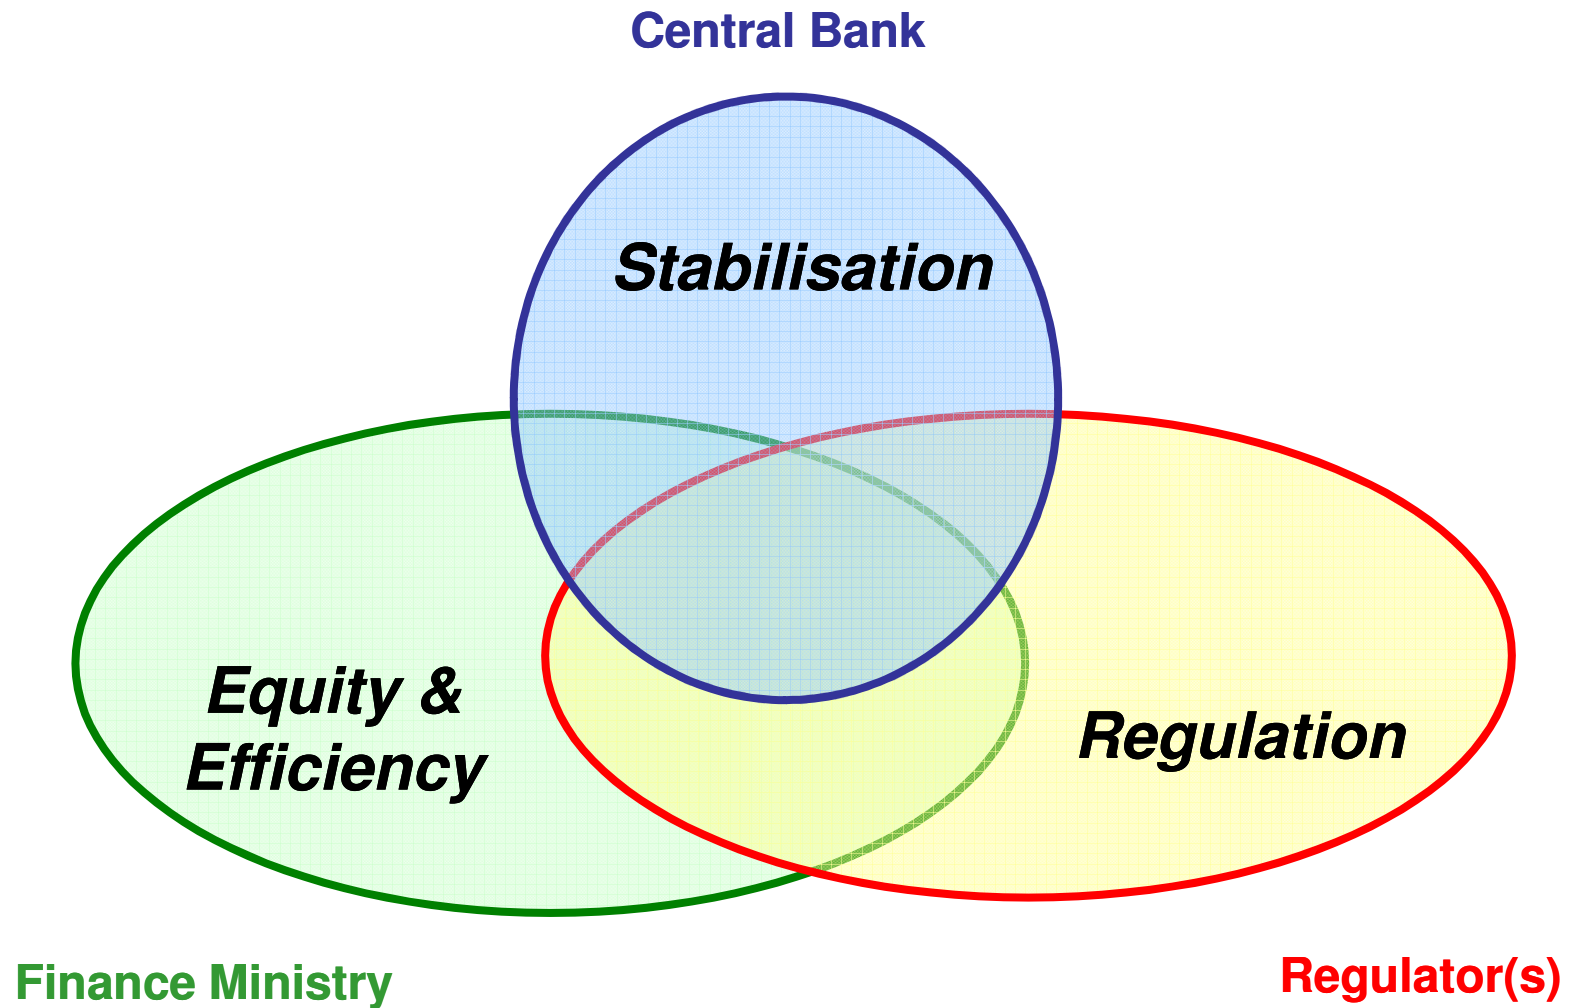 Central Bank
Stabilisation
Equity &
Efficiency
Regulation
Finance Ministry
Regulator(s)